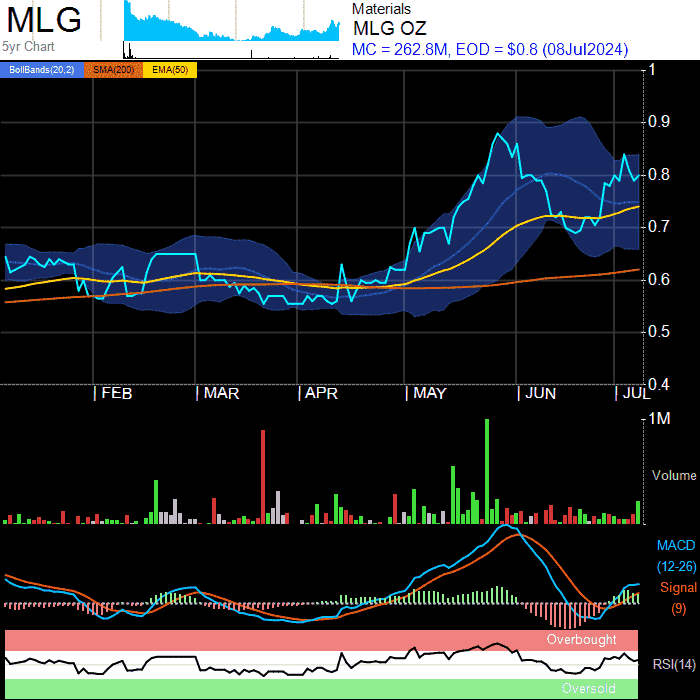 MLG
5yr Chart
Materials
MLG OZ
MC = 262.8M, EOD = $0.8 (08Jul2024)
BollBands(20,2) SMA(200) EMA(50)
1
0.9
0.8
0.7
0.6
0.5
0.4
FEB MAR APR MAY JUN JUL
1M
Volume
MACD
(12-26)
Signal
(9)
Overbought
RSI(14)
Oversold